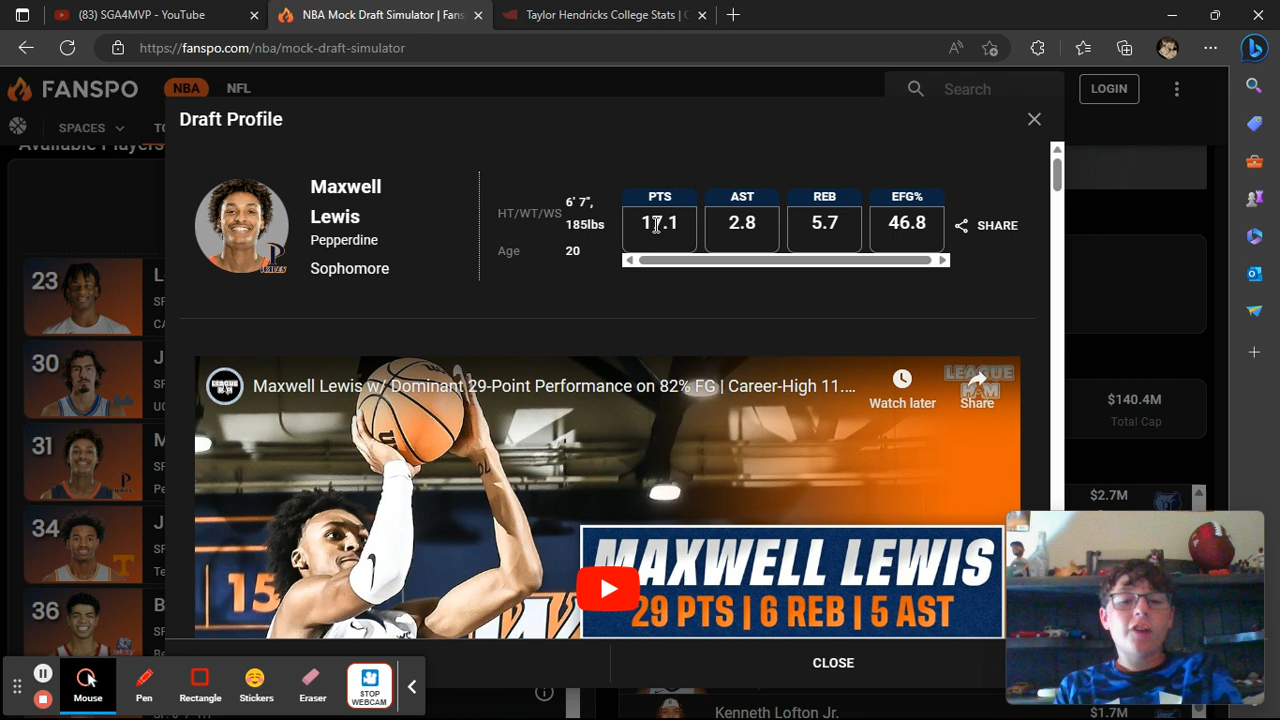 (83) SGA4MVP - YouTube
NBA Mock Draft Simulator | Fans
Taylor Hendricks College Stats | C
https://fanspo.com/nba/mock-draft-simulator
FANSPO
NBA
NFL
Search
LOGIN
SPACES
Draft Profile
Maxwell
Lewis
Pepperdine
Sophomore
HT/WT/WS
6' 7",
185lbs
Age
20
PTS
AST
REB
EFG%
17.1
2.8
5.7
46.8
SHARE
23
30
31
34
36
Maxwell Lewis w/ Dominant 29-Point Performance on 82% FG | Career-High 11....
Watch later
Share
$140.4M
Total Cap
$2.7M
15
MAXWELL LEWIS
29 PTS | 6 REB | 5 AST
CLOSE
Mouse
Pen
Rectangle
Stickers
Eraser
STOP
WEBCAM
Kenneth Lofton Jr.
$1.7M